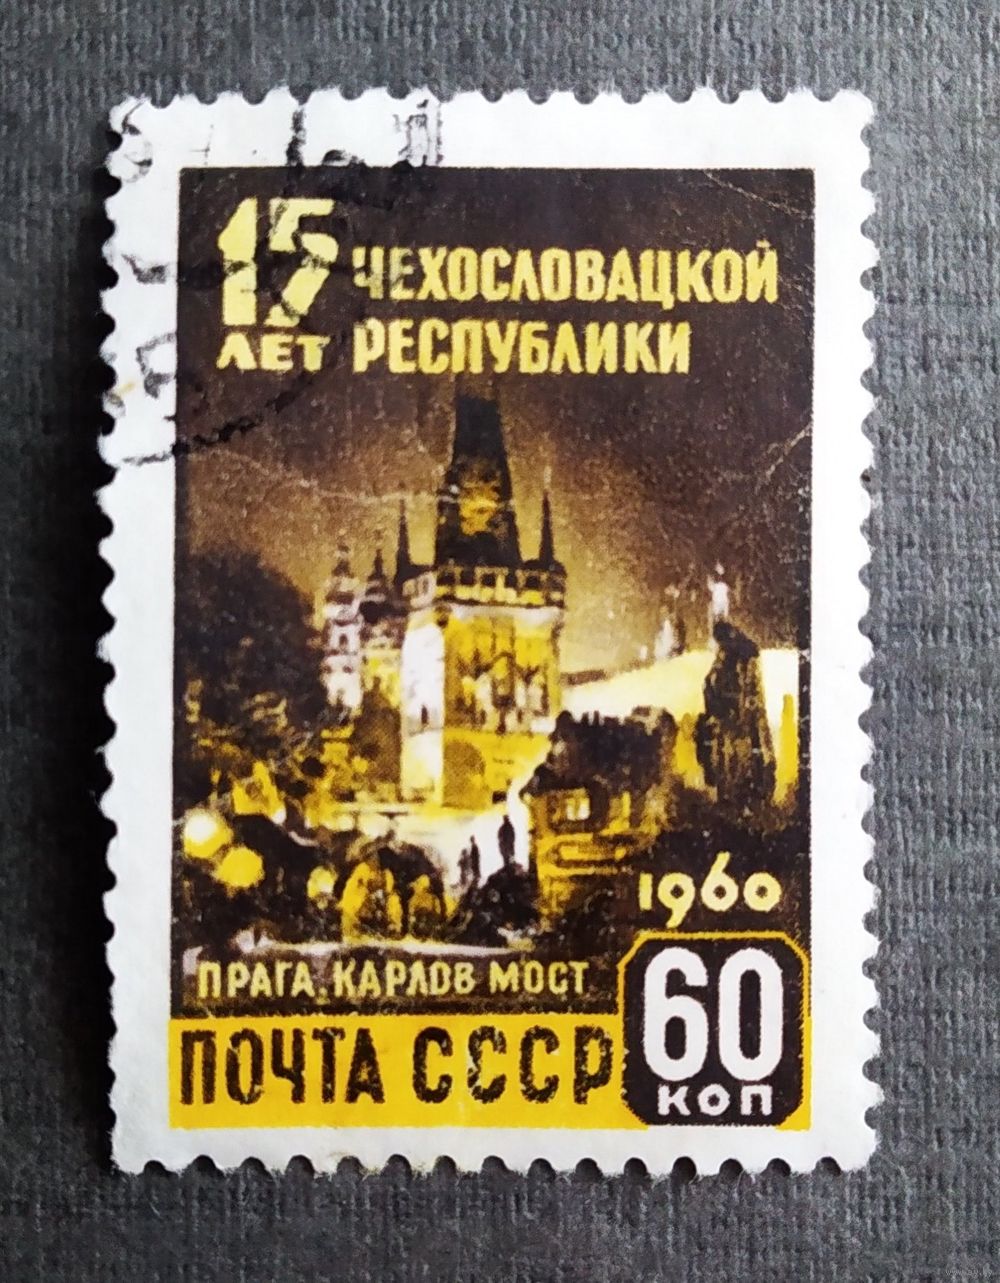 15 ЛЕТ
ЧЕХОСЛОВАЦКОЙ
РЕСПУБЛИКИ
1960
ПРАГА. КАРЛОВ МОСТ
60
КОП
ПОЧТА СССР